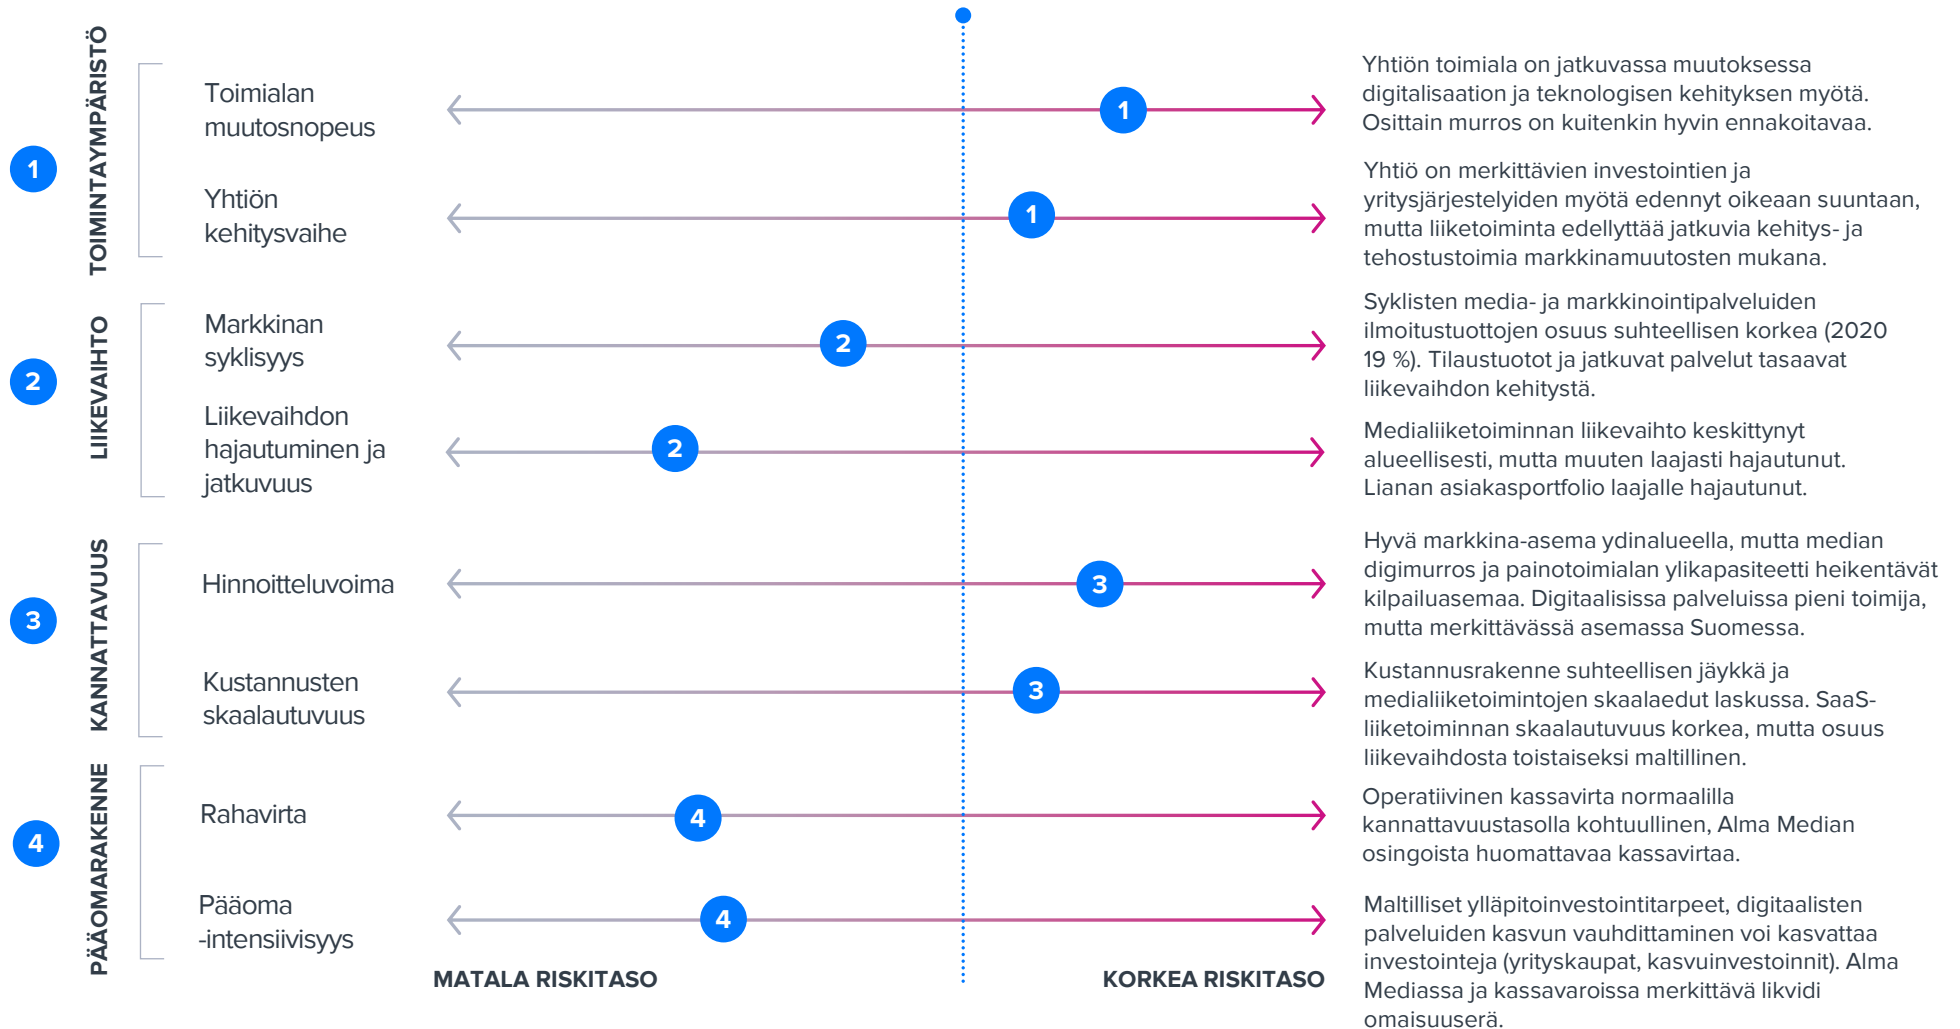 1
TOIMINTAYMPÄRISTÖ
Toimialan
muutosnopeus
1
Yhtiön toimiala on jatkuvassa muutoksessa
digitalisaation ja teknologisen kehityksen myötä.
Osittain murros on kuitenkin hyvin ennakoitavaa.
Yhtiön
kehitysvaihe
1
Yhtiö on merkittävien investointien ja
yritysjärjestelyiden myötä edennyt oikeaan suuntaan,
mutta liiketoiminta edellyttää jatkuvia kehitys- ja
tehostustoimia markkinamuutosten mukana.
2
LIIKEVAIHTO
Markkinan
syklisyys
2
Syklisten media- ja markkinointipalveluiden
ilmoitustuottojen osuus suhteellisen korkea (2020
19 %). Tilaustuotot ja jatkuvat palvelut tasaavat
liikevaihdon kehitystä.
Liikevaihdon
hajautuminen ja
jatkuvuus
2
Medialiiketoiminnan liikevaihto keskittynyt
alueellisesti, mutta muuten laajasti hajautunut.
Lianan asiakasportfolio laajalle hajautunut.
3
KANNATTAVUUS
Hinnoitteluvoima
3
Hyvä markkina-asema ydinalueella, mutta median
digimurros ja painotoimialan ylikapasiteetti heikentävät
kilpailuasemaa. Digitaalisissa palveluissa pieni toimija,
mutta merkittävässä asemassa Suomessa.
Kustannusten
skaalautuvuus
3
Kustannusrakenne suhteellisen jäykkä ja
medialiiketoimintojen skaalaedut laskussa. SaaS-
liiketoiminnan skaalautuvuus korkea, mutta osuus
liikevaihdosta toistaiseksi maltillinen.
4
PÄÄOMARAKENNE
Rahavirta
4
Operatiivinen kassavirta normaalilla
kannattavuustasolla kohtuullinen, Alma Median
osingoista huomattavaa kassavirtaa.
Pääoma
-intensiivisyys
4
Maltilliset ylläpitoinvestointitarpeet, digitaalisten
palveluiden kasvun vauhdittaminen voi kasvattaa
investointeja (yrityskaupat, kasvuinvestoinnit). Alma
Mediassa ja kassavaroissa merkittävä likvidi
omaisuuserä.
MATALA RISKITASO
KORKEA RISKITASO